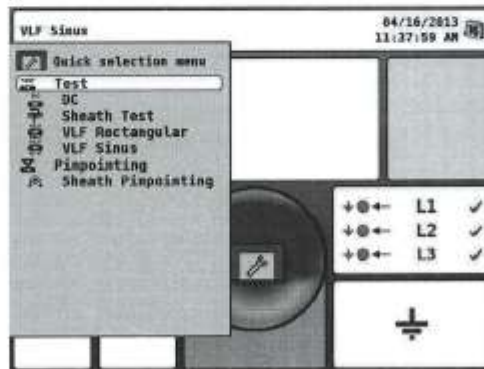 VLF Sinus
04/16/2013
11:37:59 AM
Quick selection menu
Test
DC
Sheath Test
VLF Rectangular
VLF Sinus
Pinpointing
Sheath Pinpointing
L1
L2
L3